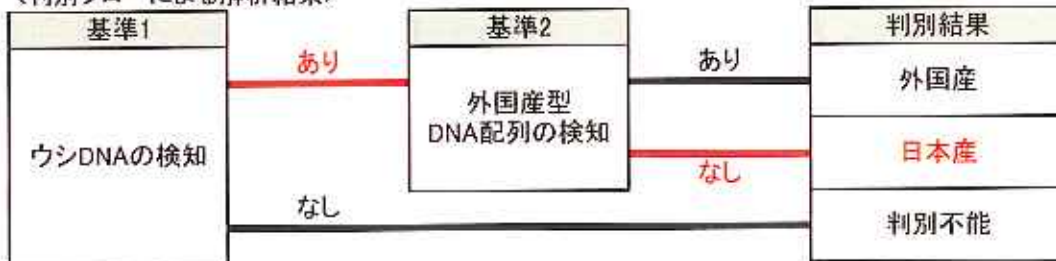 基準1
基準2
判別結果
あり
あり
外国産
外国産型
DNA配列の検知
ウシDNAの検知
日本産
なし
なし
判別不能